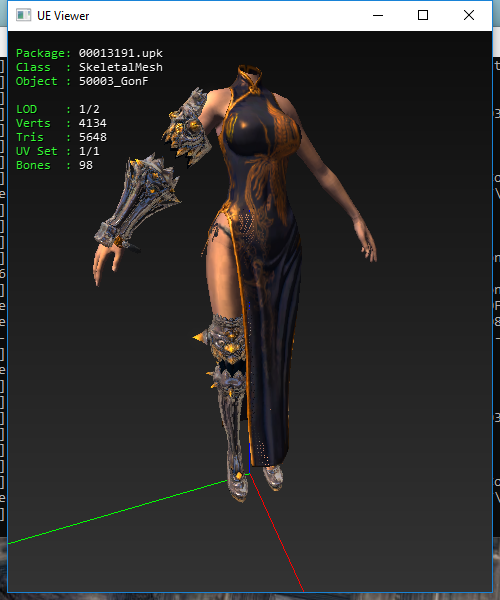 UE Viewer
Package: 00013191.upk
Class  : SkeletalMesh
Object : 50003_GonF
LOD    : 1/2
Verts  : 4134
Tris   : 5648
UV Set : 1/1
Bones  : 98